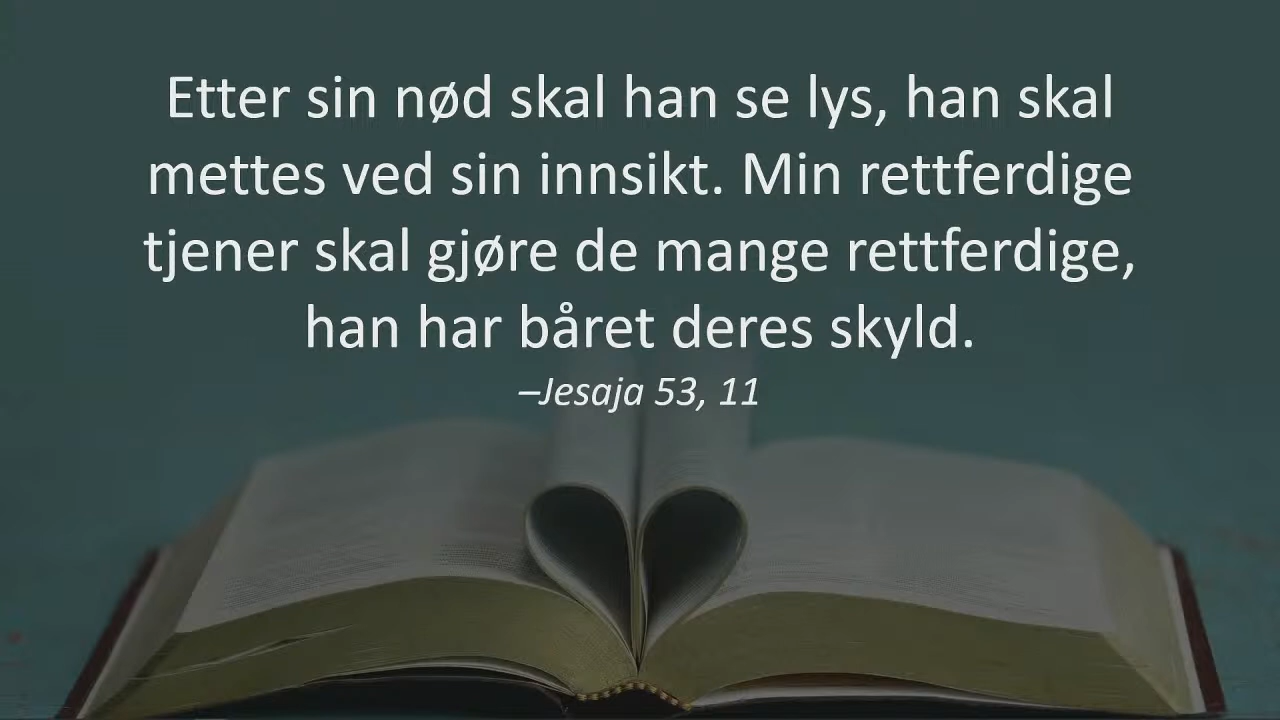 Etter sin nød skal han se lys, han skal
mettes ved sin innsikt. Min rettferdige
tjener skal gjøre de mange rettferdige,
han har båret deres skyld.
–Jesaja 53, 11